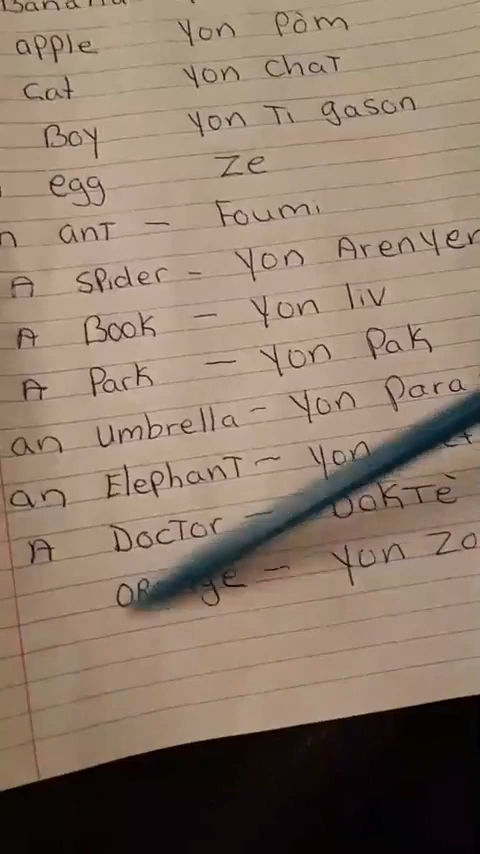 apple Yon Pòm
Cat Yon ChaT
Boy Yon Ti gason
egg Ze
ant - Foumi
A Spider - Yon Arenyer
A Book - Yon liv
A Park - Yon Pak
an Umbrella - Yon Para
an ElephanT - Yon
A DocTor - DokTè
Yon Zo